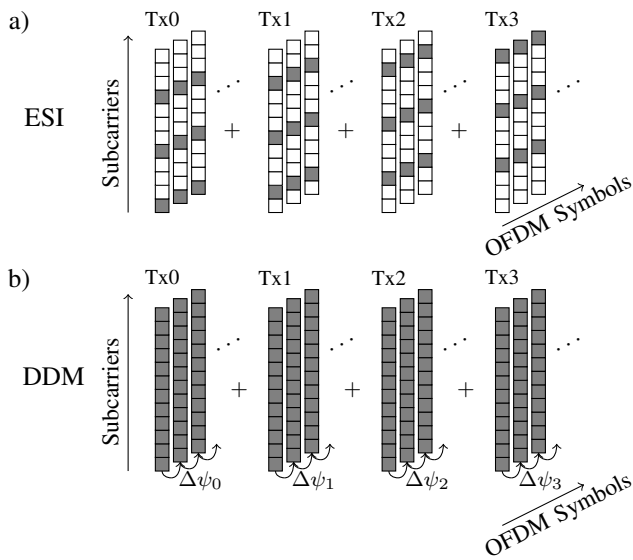 a)
Tx0 Tx1 Tx2 Tx3
ESI
Subcarriers
+ + +
OFDM Symbols
b)
Tx0 Tx1 Tx2 Tx3
DDM
Subcarriers
+ + +
Δψ₀ Δψ₁ Δψ₂ Δψ₃
OFDM Symbols